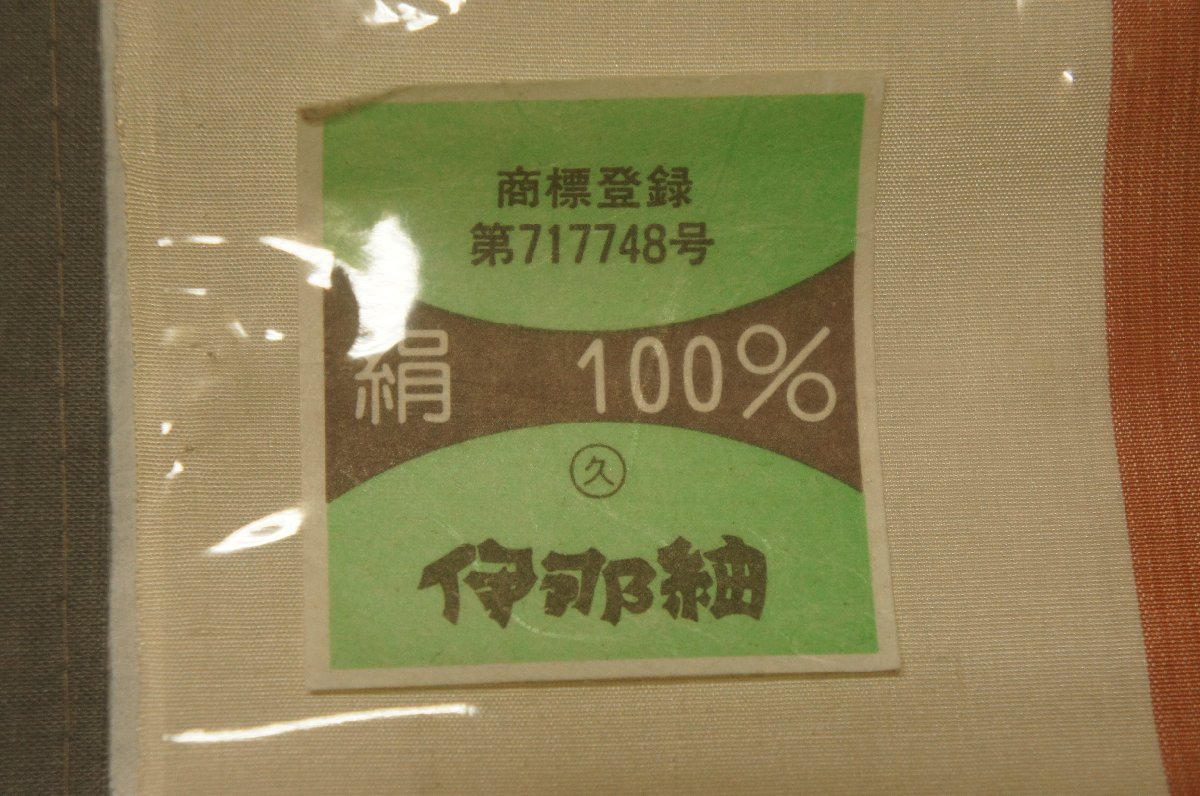 商標登録
第717748号
絹 100%
久
伊那紬